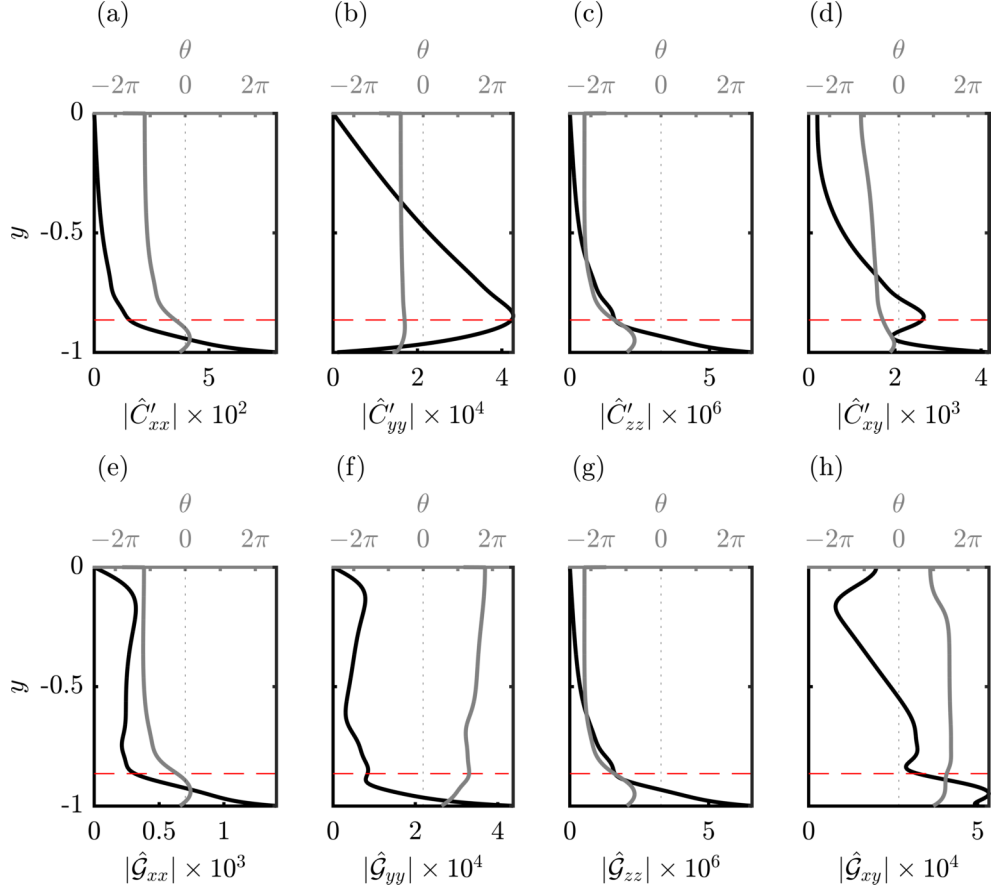 (a) (b) (c) (d)
θ θ θ θ
−2π 0 2π −2π 0 2π −2π 0 2π −2π 0 2π
0
-0.5
y
-1
0 5 0 2 4 0 5 0 2 4
|Ĉ′xx| × 10² |Ĉ′yy| × 10⁴ |Ĉ′zz| × 10⁶ |Ĉ′xy| × 10³
(e) (f) (g) (h)
θ θ θ θ
−2π 0 2π −2π 0 2π −2π 0 2π −2π 0 2π
0
-0.5
y
-1
0 0.5 1 0 2 4 0 5 0 5
|𝒢̂xx| × 10³ |𝒢̂yy| × 10⁴ |𝒢̂zz| × 10⁶ |𝒢̂xy| × 10⁴